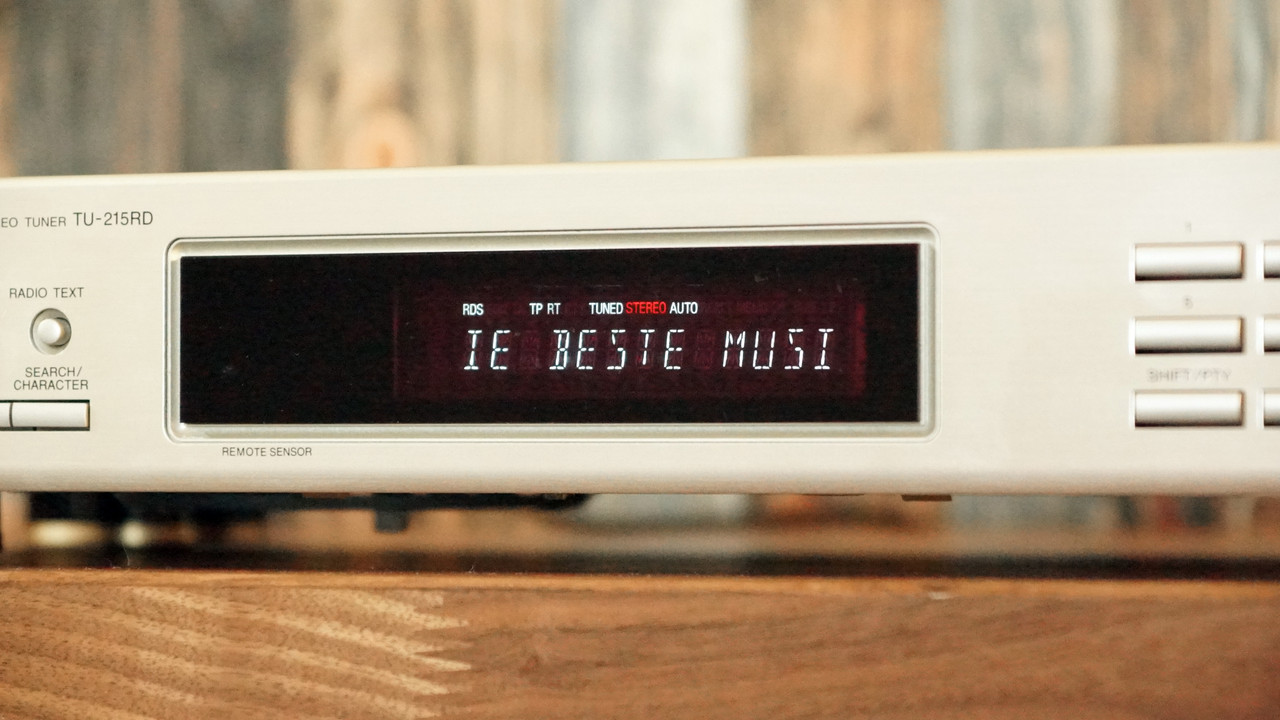 EO TUNER TU-215RD
RADIO TEXT
SEARCH/
CHARACTER
RDS TP RT TUNED STEREO AUTO
IE BESTE MUSI
REMOTE SENSOR
1
SHIFT/PTY